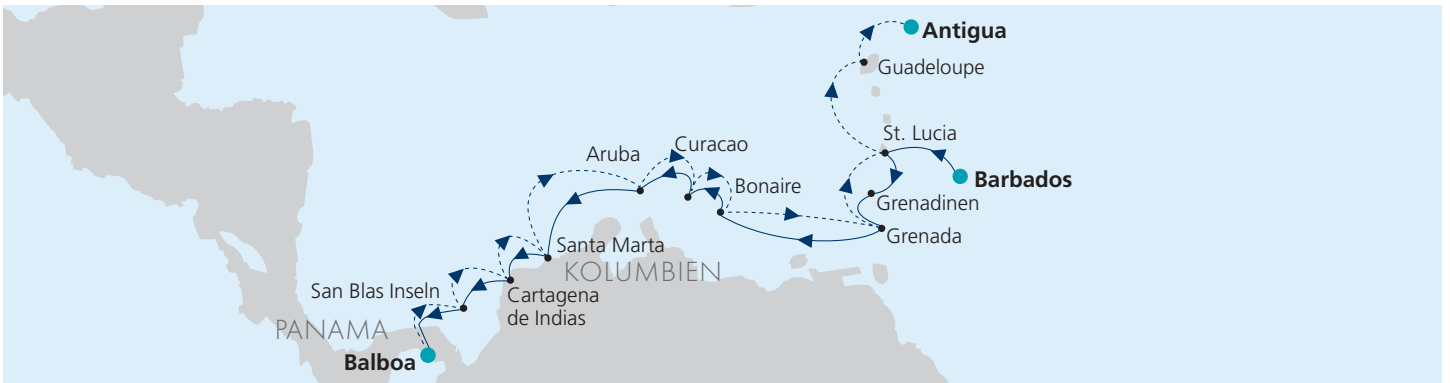 Antigua
Guadeloupe
St. Lucia
Curacao
Aruba
Barbados
Bonaire
Grenadinen
Grenada
Santa Marta
KOLUMBIEN
San Blas Inseln
Cartagena
de Indias
PANAMA
Balboa